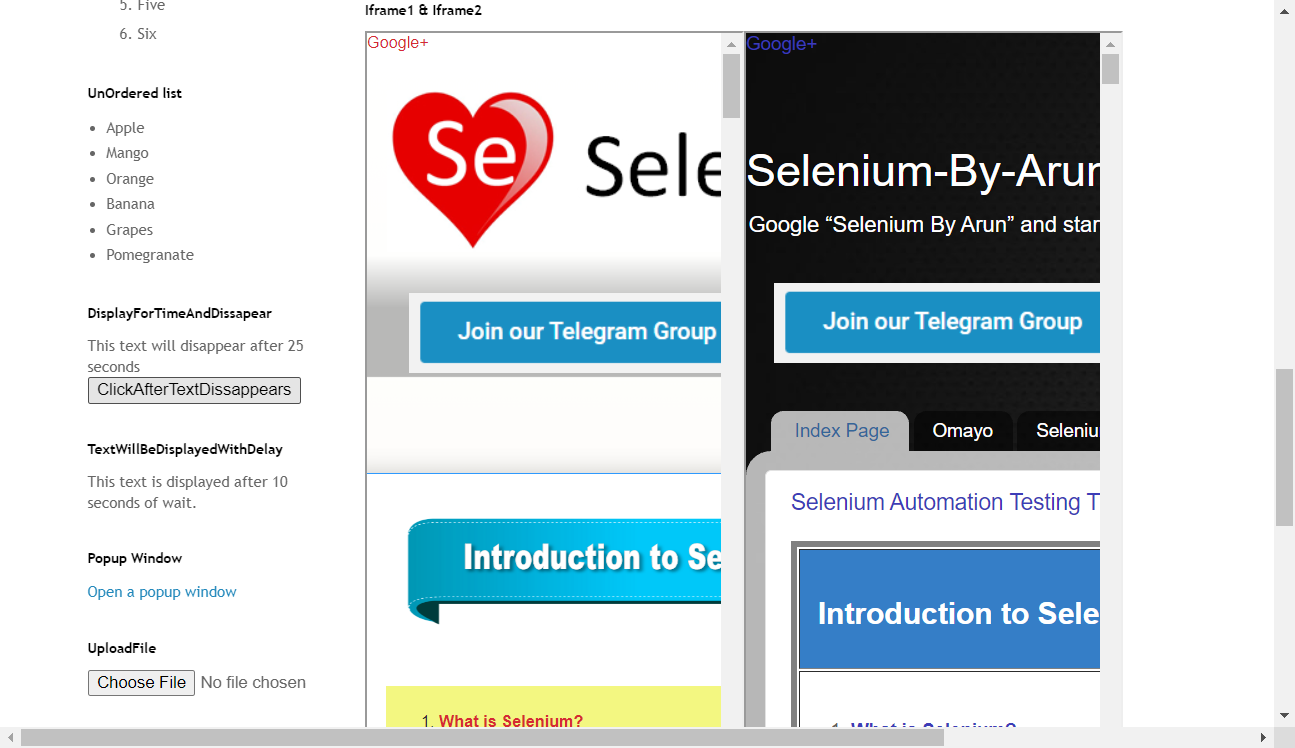 5. Five
6. Six
UnOrdered list
Apple
Mango
Orange
Banana
Grapes
Pomegranate
DisplayForTimeAndDissapear
This text will disappear after 25
seconds
ClickAfterTextDissappears
TextWillBeDisplayedWithDelay
This text is displayed after 10
seconds of wait.
Popup Window
Open a popup window
UploadFile
Choose File No file chosen
Iframe1 & Iframe2
Google+
Se Sele
Join our Telegram Group
Introduction to Se
1. What is Selenium?
Google+
Selenium-By-Arun
Google “Selenium By Arun” and star
Join our Telegram Group
Index Page Omayo Seleniu
Selenium Automation Testing T
Introduction to Sele
1. What is Selenium?